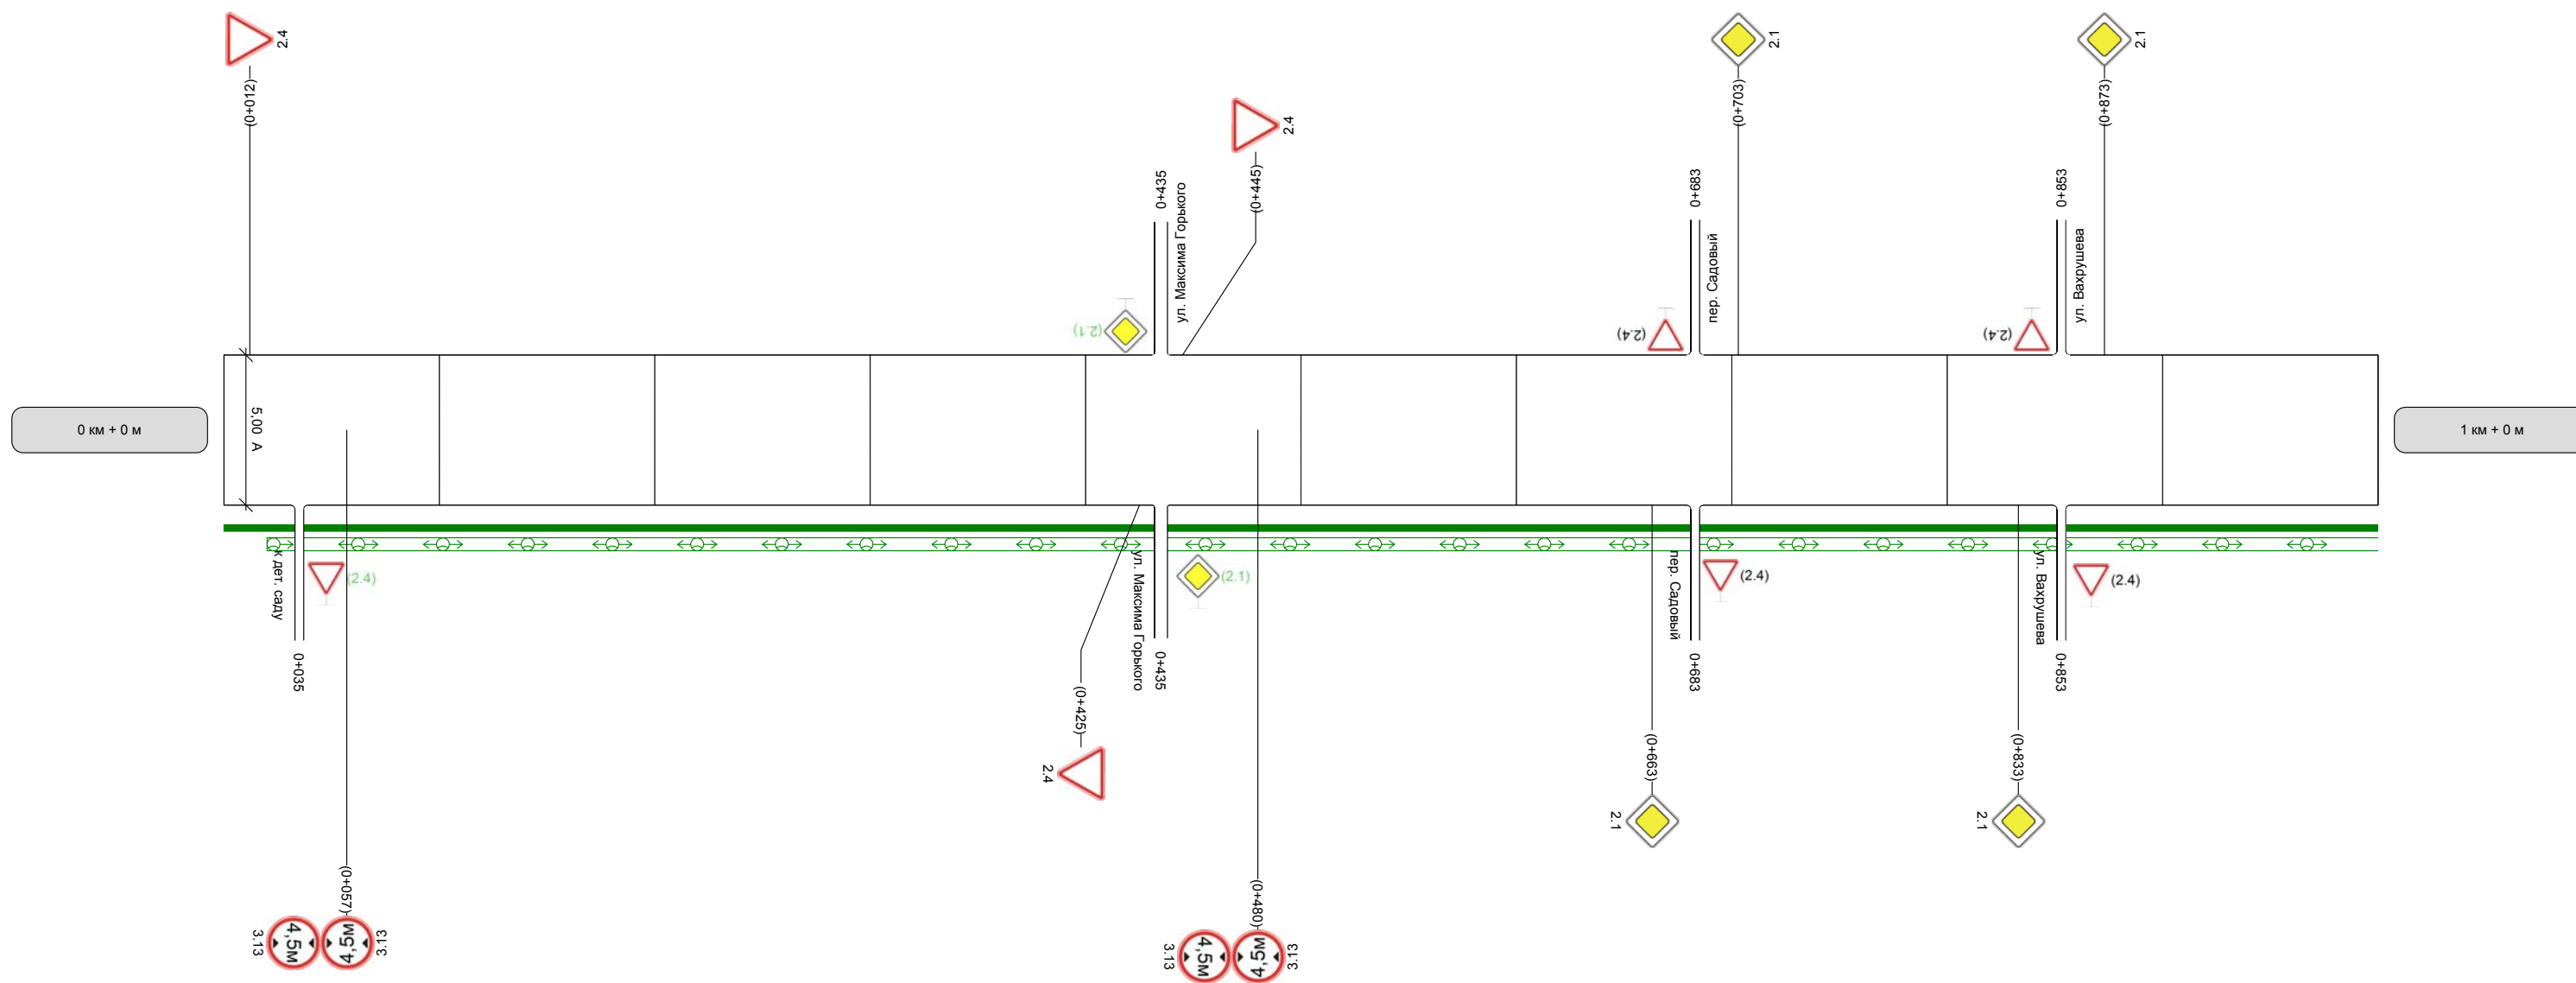 2.4
(0+012)
2.4
(0+445)
2.1
(0+703)
2.1
(0+873)
0+435
ул. Максима Горького
0+683
пер. Садовый
0+853
ул. Вахрушева
(2.1)
(2.4)
(2.4)
0 км + 0 м
5,00 А
1 км + 0 м
к дет. саду
0+035
(2.4)
ул. Максима Горького
0+435
(2.1)
пер. Садовый
0+683
(2.4)
ул. Вахрушева
0+853
(2.4)
(0+425)
2.4
(0+663)
2.1
(0+833)
2.1
(0+057)
3.13
4,5м
4,5м
3.13
(0+480)
3.13
4,5м
4,5м
3.13